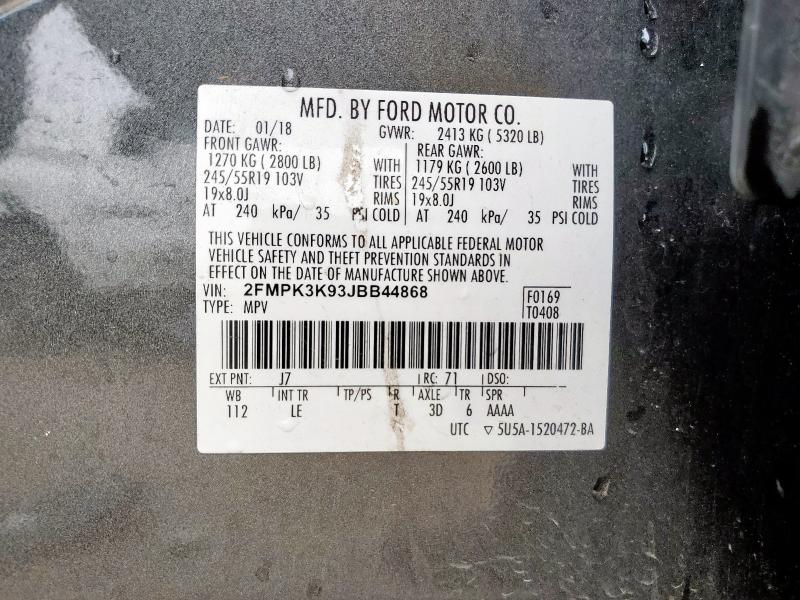 MFD. BY FORD MOTOR CO.
DATE: 01/18 GVWR: 2413 KG ( 5320 LB)
FRONT GAWR: REAR GAWR:
1270 KG ( 2800 LB) WITH 1179 KG ( 2600 LB) WITH
245/55R19 103V TIRES 245/55R19 103V TIRES
19x8.0J RIMS 19x8.0J RIMS
AT 240 kPa/ 35 PSI COLD AT 240 kPa/ 35 PSI COLD
THIS VEHICLE CONFORMS TO ALL APPLICABLE FEDERAL MOTOR
VEHICLE SAFETY AND THEFT PREVENTION STANDARDS IN
EFFECT ON THE DATE OF MANUFACTURE SHOWN ABOVE.
VIN: 2FMPK3K93JBB44868 F0169
TYPE: MPV T0408
EXT PNT: J7 RC: 71 DSO:
WB INT TR TP/PS R AXLE TR SPR
112 LE T 3D 6 AAAA
UTC ▽ 5U5A-1520472-BA